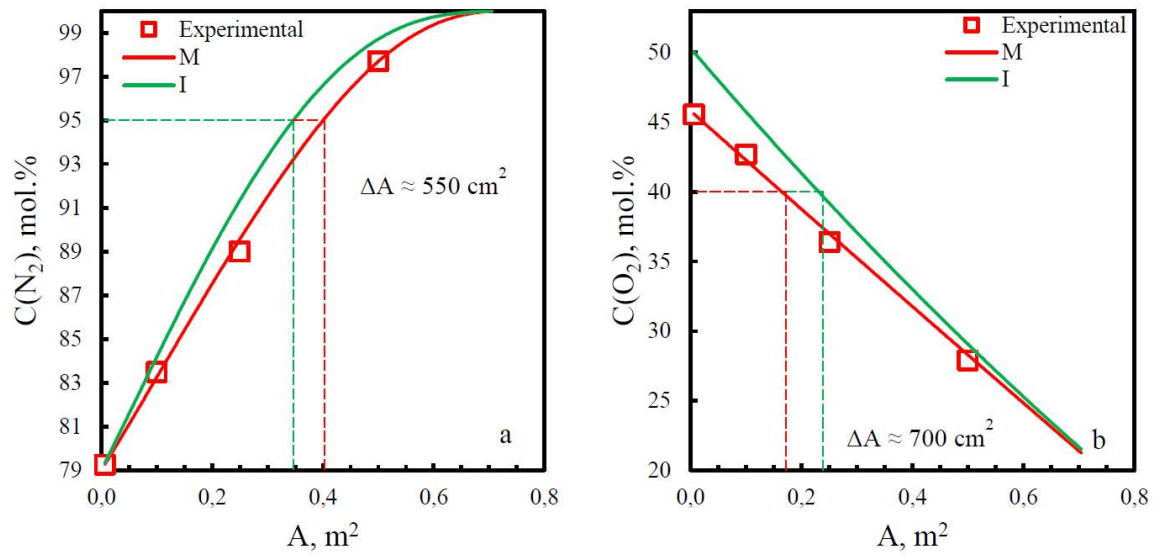 C(N₂), mol.%
99
97
95
93
91
89
87
85
83
81
79
Experimental
M
I
ΔA ≈ 550 cm²
a
0,0 0,2 0,4 0,6 0,8
A, m²
C(O₂), mol.%
50
45
40
35
30
25
20
Experimental
M
I
ΔA ≈ 700 cm²
b
0,0 0,2 0,4 0,6 0,8
A, m²